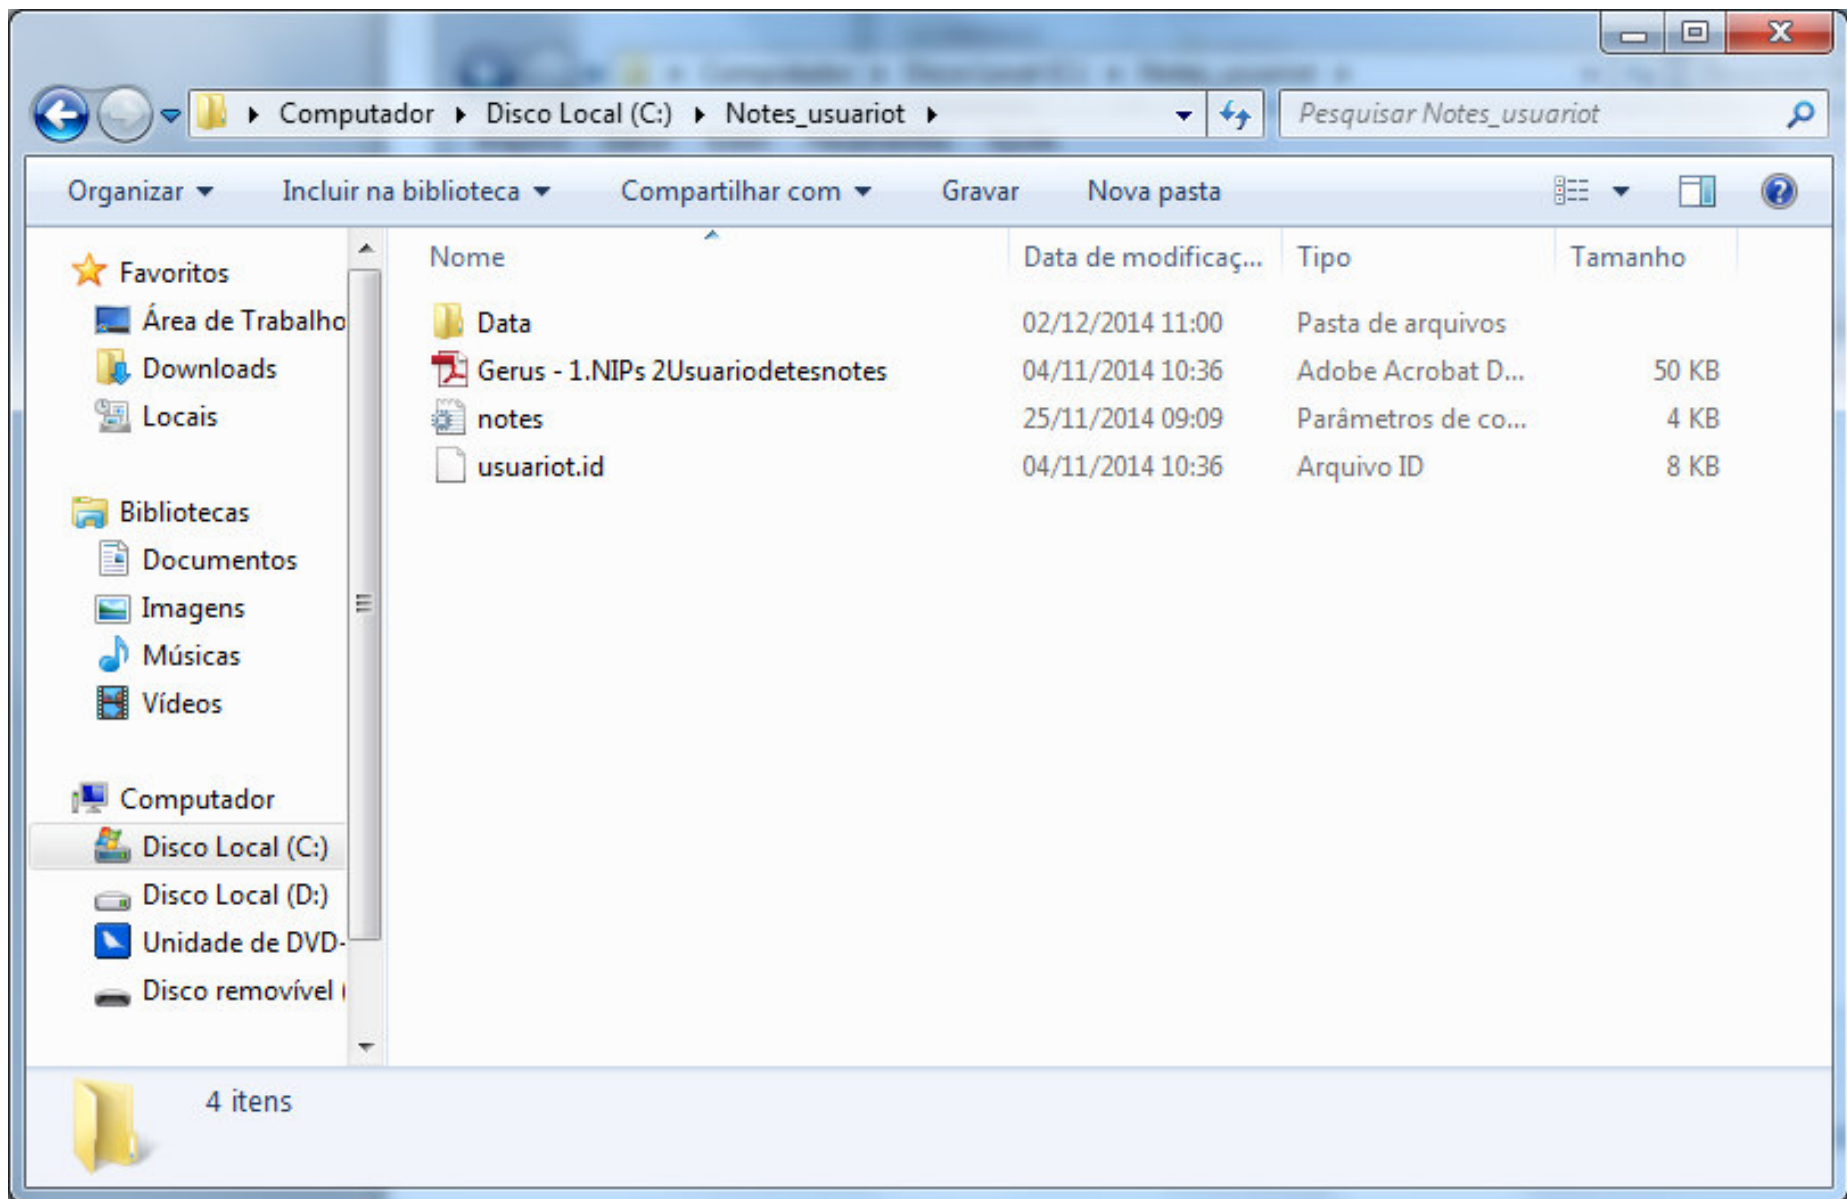 Computador Disco Local (C:) Notes_usuariot Pesquisar Notes_usuariot
Organizar Incluir na biblioteca Compartilhar com Gravar Nova pasta
Favoritos
Área de Trabalho
Downloads
Locais
Bibliotecas
Documentos
Imagens
Músicas
Vídeos
Computador
Disco Local (C:)
Disco Local (D:)
Unidade de DVD-
Disco removível (
Nome Data de modificaç... Tipo Tamanho
Data 02/12/2014 11:00 Pasta de arquivos
Gerus - 1.NIPs 2Usuariodetesnotes 04/11/2014 10:36 Adobe Acrobat D... 50 KB
notes 25/11/2014 09:09 Parâmetros de co... 4 KB
usuariot.id 04/11/2014 10:36 Arquivo ID 8 KB
4 itens